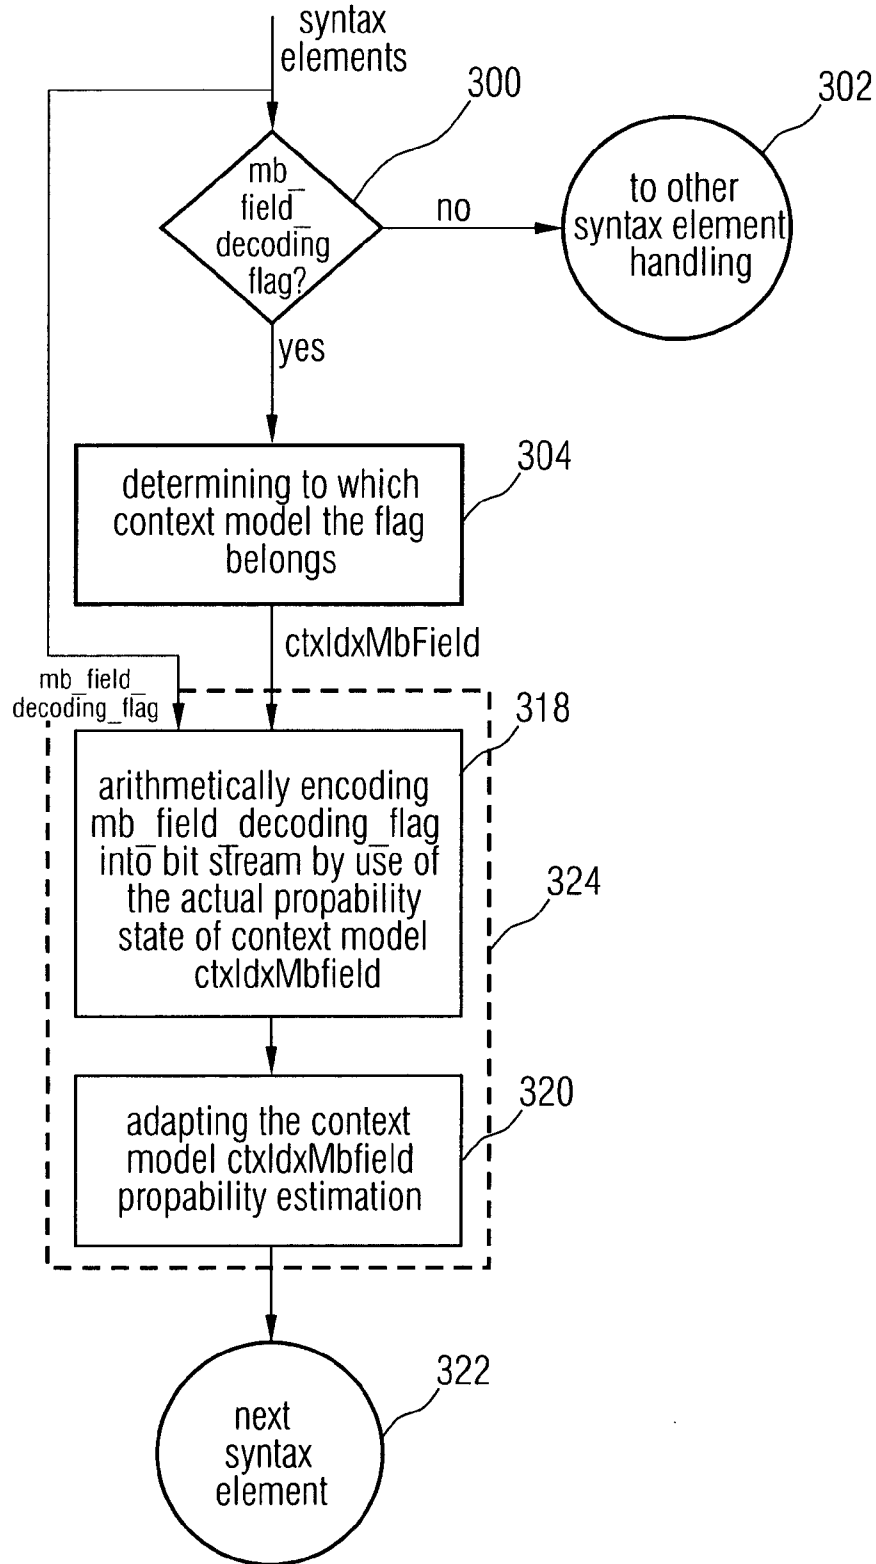 syntax
elements
300
302
mb_
field_
decoding
flag?
no
to other
syntax element
handling
yes
304
determining to which
context model the flag
belongs
ctxIdxMbField
mb_field_
decoding_flag
318
arithmetically encoding
mb_field_decoding_flag
into bit stream by use of
the actual propability
state of context model
ctxIdxMbfield
324
320
adapting the context
model ctxIdxMbfield
propability estimation
322
next
syntax
element